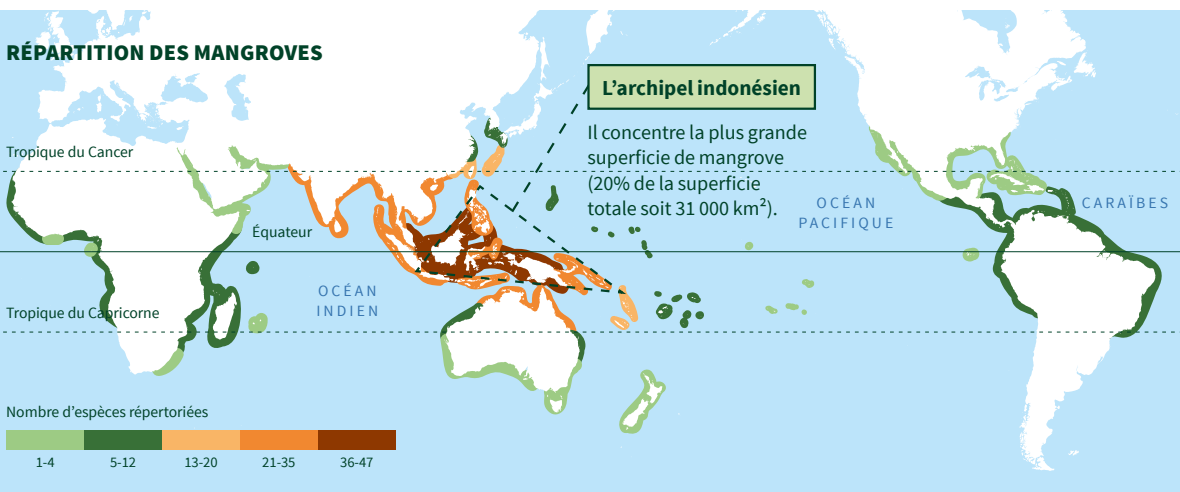 RÉPARTITION DES MANGROVES
L'archipel indonésien
Il concentre la plus grande
superficie de mangrove
(20% de la superficie
totale soit 31 000 km²).
Tropique du Cancer
OCÉAN
PACIFIQUE
CARAÏBES
Équateur
OCÉAN
INDIEN
Tropique du Capricorne
Nombre d'espèces répertoriées
1-4 5-12 13-20 21-35 36-47